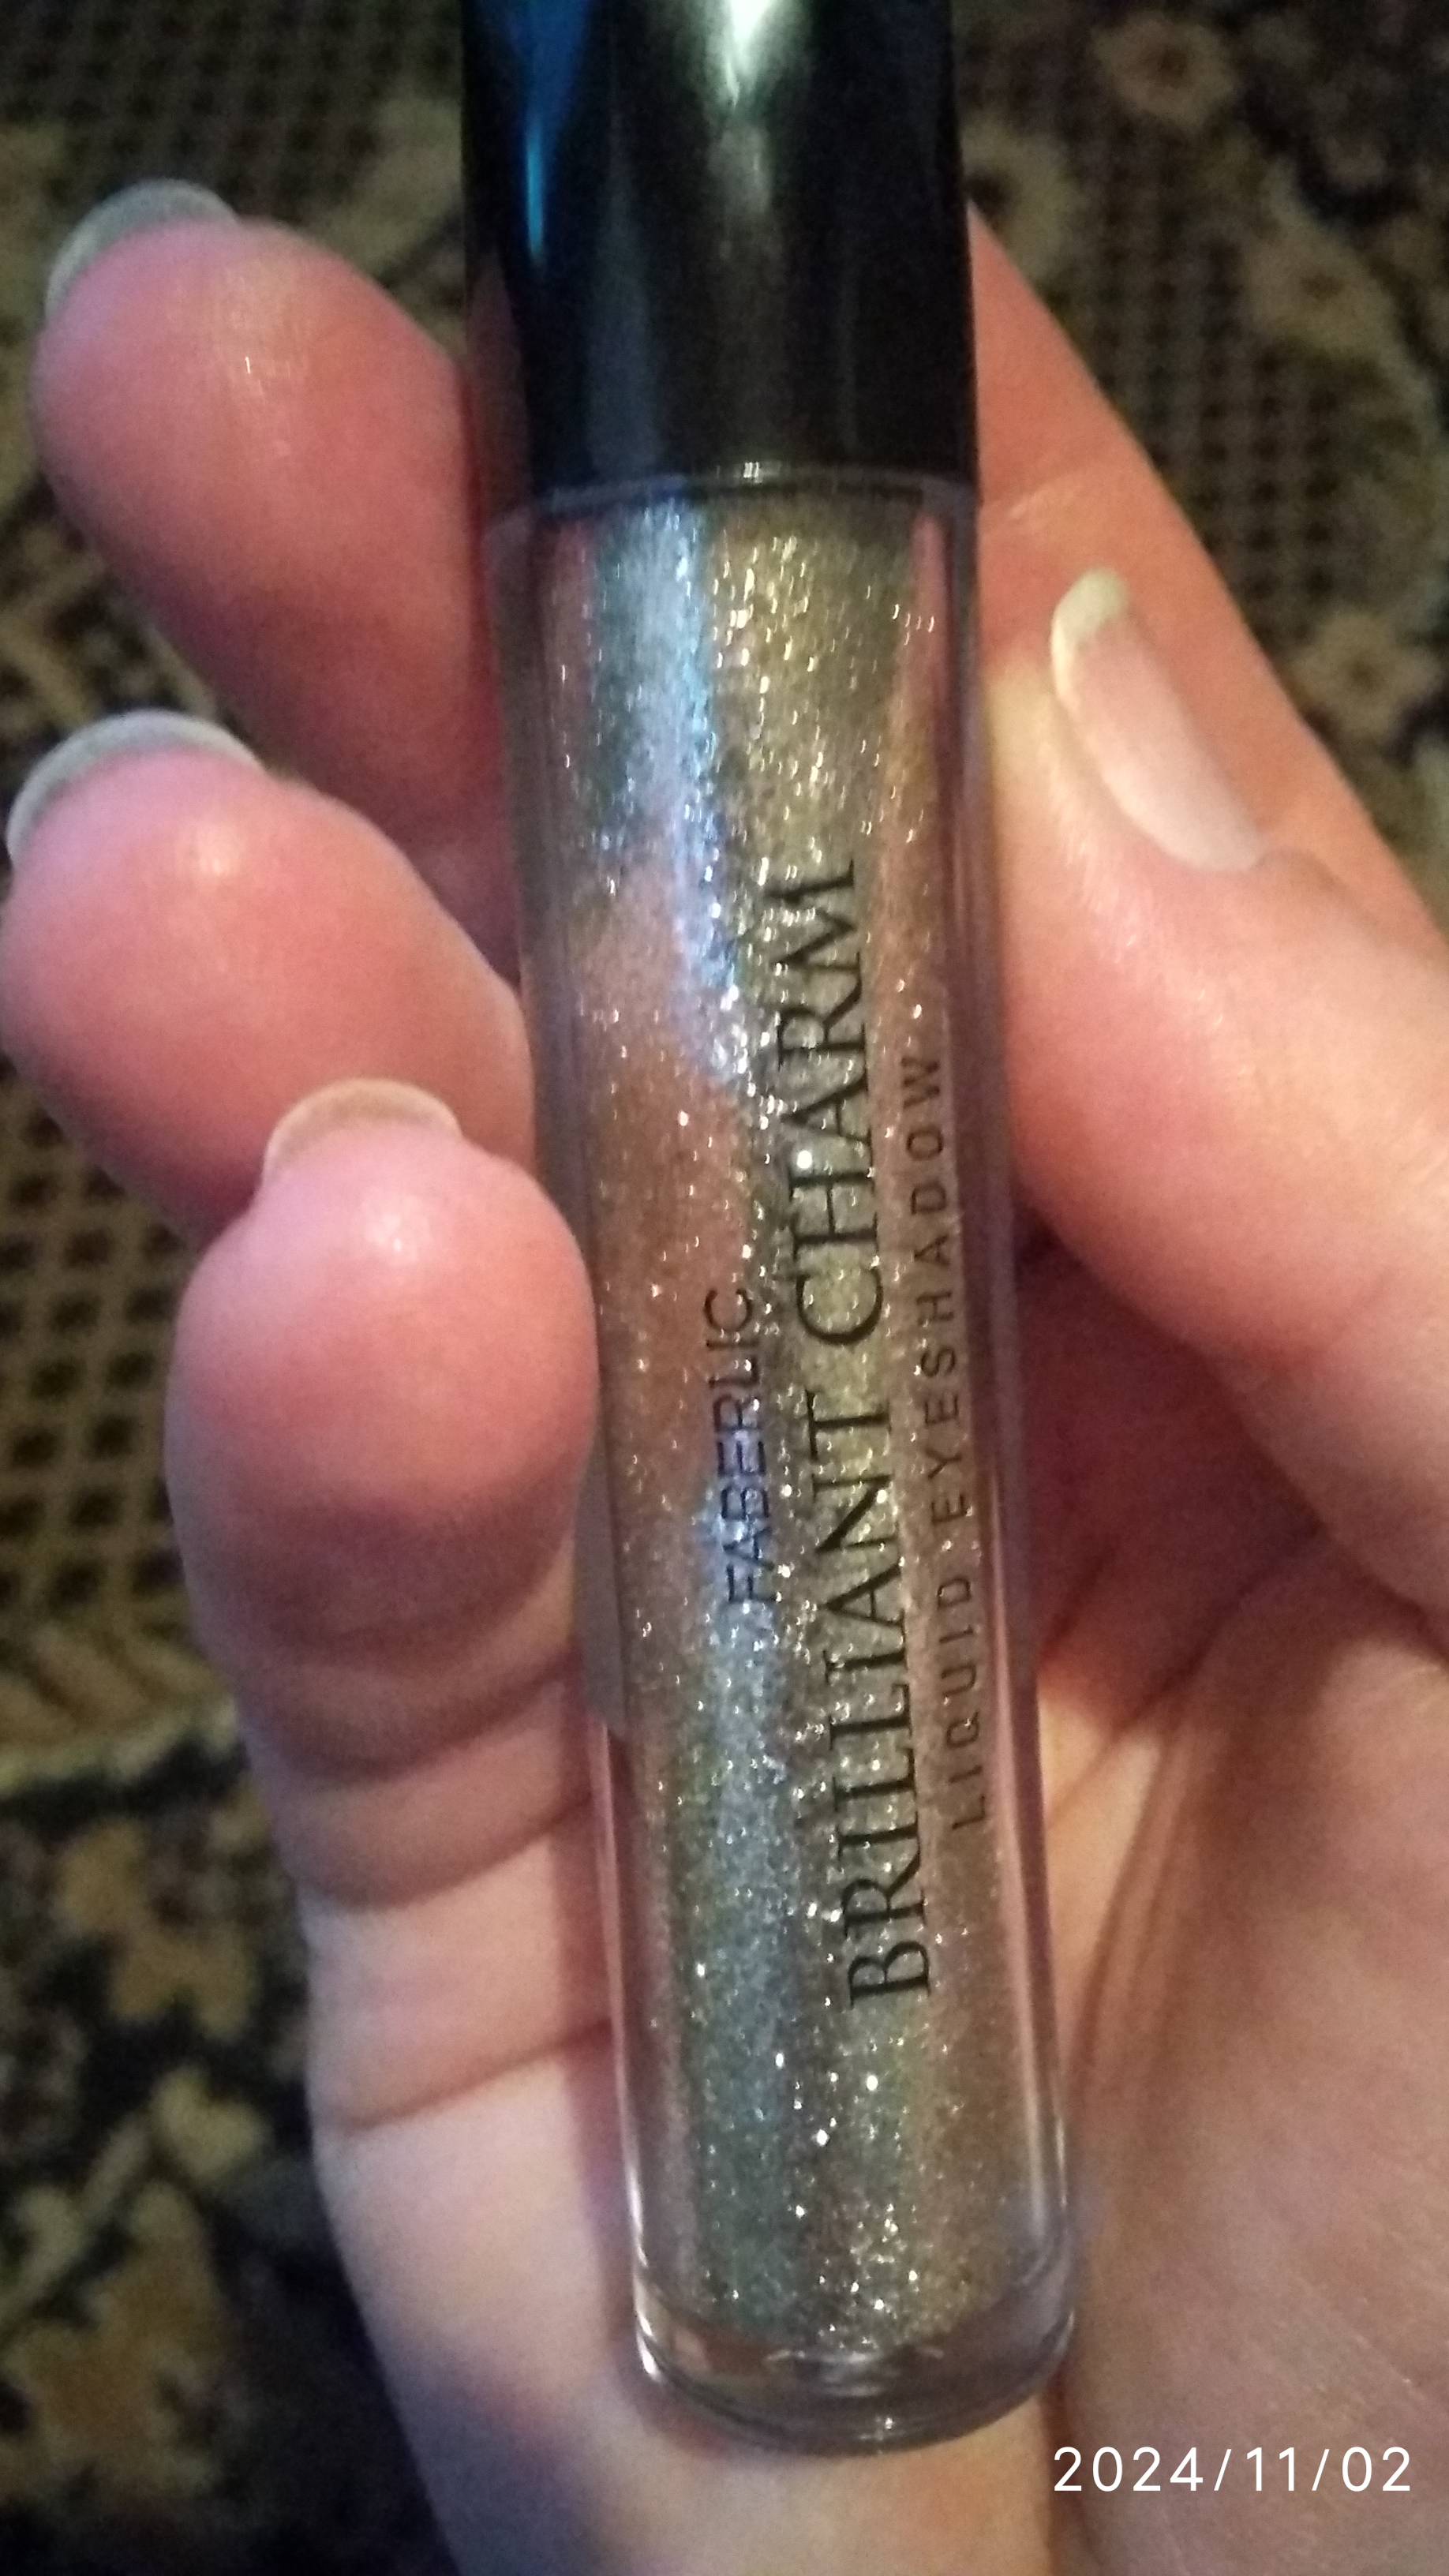 FABERLIC
BRILLIANT CHARM
LIQUID EYESHADOW
2024/11/02